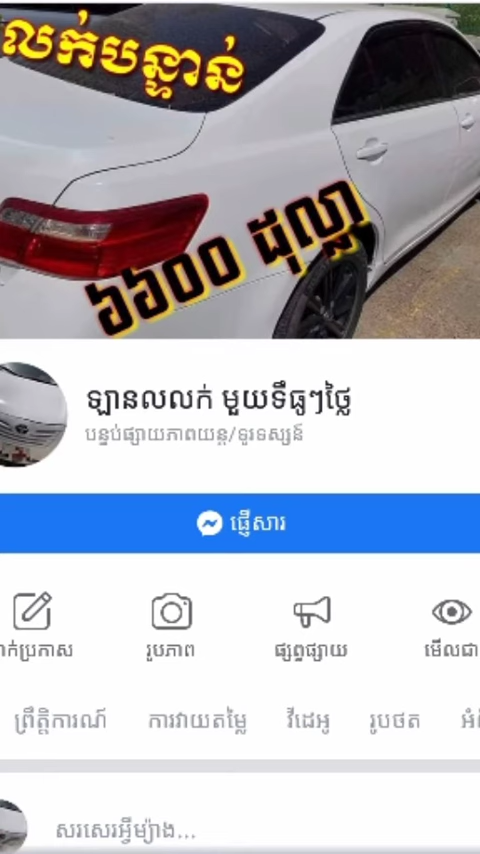 លក់បន្ទាន់
៦៦០០ ដុល្លា
ឡានលលក់ មួយទឹធូៗថ្លៃ
បន្ទប់ផ្សាយភាពយន្ត/ទូរទស្សន៍
ផ្ញើសារ
រូបភាព
ផ្សព្វផ្សាយ
ព្រឹត្តិការណ៍ ការវាយតម្លៃ វីដេអូ រូបថត
សរសេរអ្វីម៉្យាង...